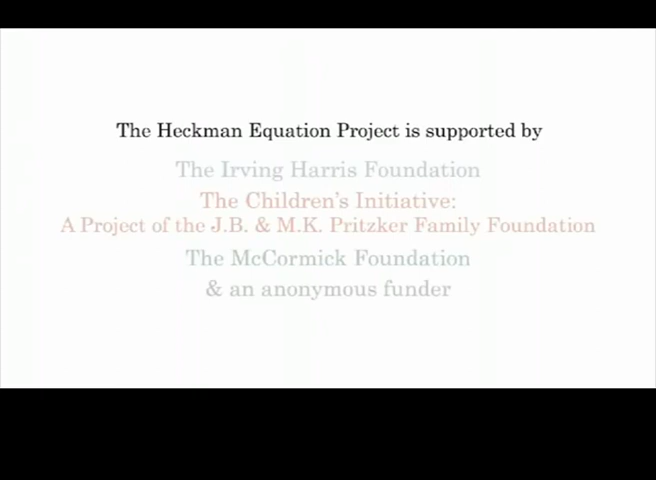 The Heckman Equation Project is supported by
The Irving Harris Foundation
The Children's Initiative:
A Project of the J.B. & M.K. Pritzker Family Foundation
The McCormick Foundation
& an anonymous funder